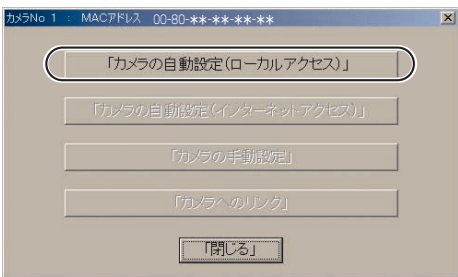 カメラNo 1 : MACアドレス 00-80-**-**-**-**
「カメラの自動設定(ローカルアクセス)」
「カメラの自動設定(インターネットアクセス)」
「カメラの手動設定」
「カメラへのリンク」
「閉じる」